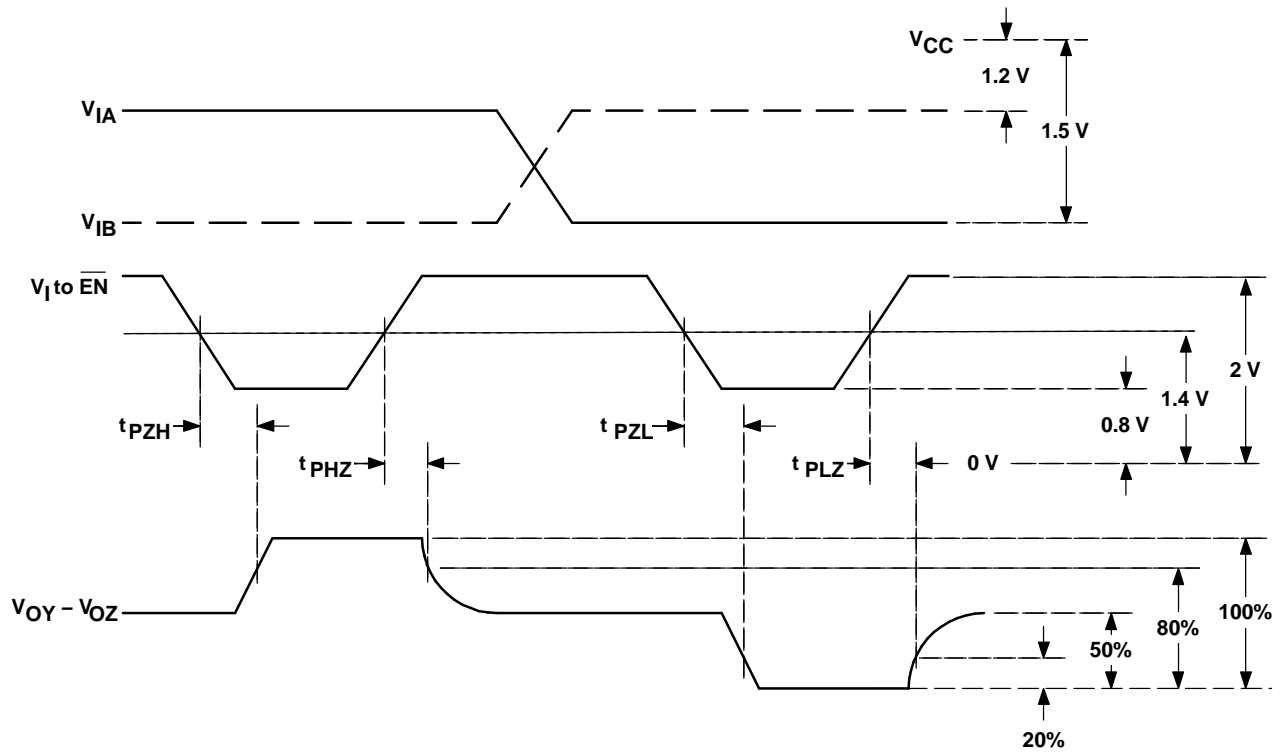 VCC
1.2 V
VIA
1.5 V
VIB
VI to E̅N̅
2 V
1.4 V
0.8 V
tPZH
tPZL
tPHZ
tPLZ
0 V
VOY – VOZ
100%
80%
50%
20%